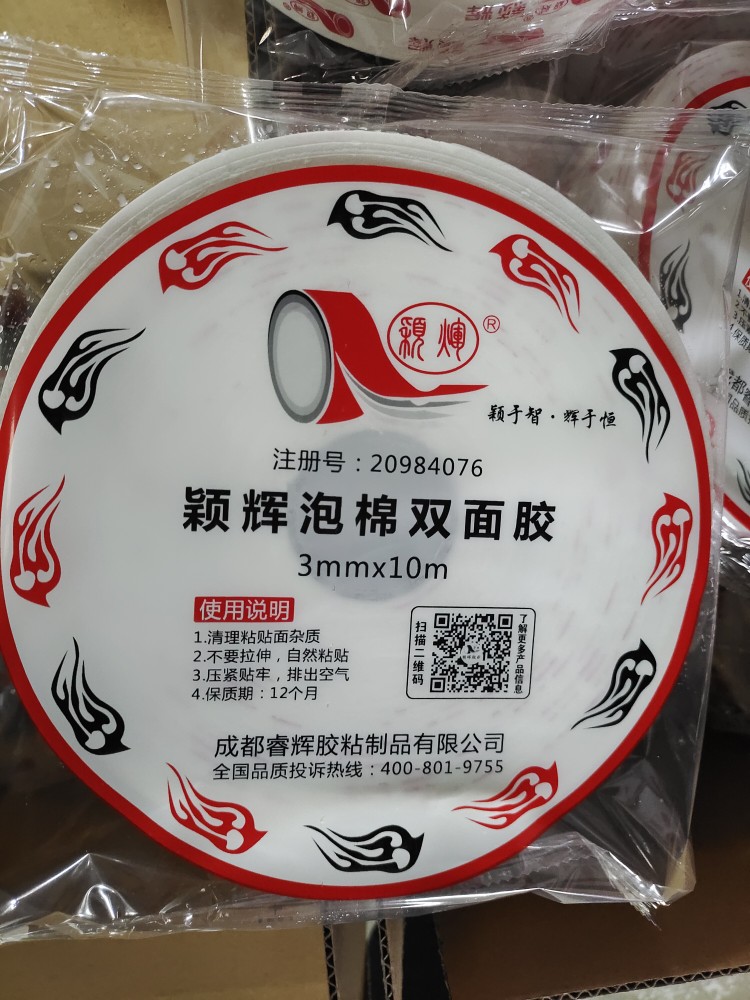 穎輝®
颖于智·辉于恒
注册号：20984076
颖辉泡棉双面胶
3mmx10m
使用说明
1.清理粘贴面杂质
2.不要拉伸，自然粘贴
3.压紧贴牢，排出空气
4.保质期：12个月
扫描二维码
了解更多产品信息
成都睿辉胶粘制品有限公司
全国品质投诉热线：400-801-9755